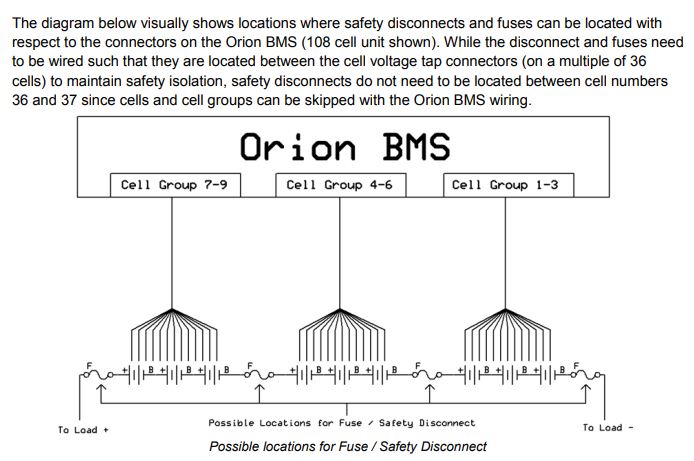 The diagram below visually shows locations where safety disconnects and fuses can be located with
respect to the connectors on the Orion BMS (108 cell unit shown). While the disconnect and fuses need
to be wired such that they are located between the cell voltage tap connectors (on a multiple of 36
cells) to maintain safety isolation, safety disconnects do not need to be located between cell numbers
36 and 37 since cells and cell groups can be skipped with the Orion BMS wiring.
Orion BMS
Cell Group 7-9 Cell Group 4-6 Cell Group 1-3
F + B + B + B F + B + B + B F + B + B + B F
Possible Locations for Fuse / Safety Disconnect
To Load + To Load -
Possible locations for Fuse / Safety Disconnect